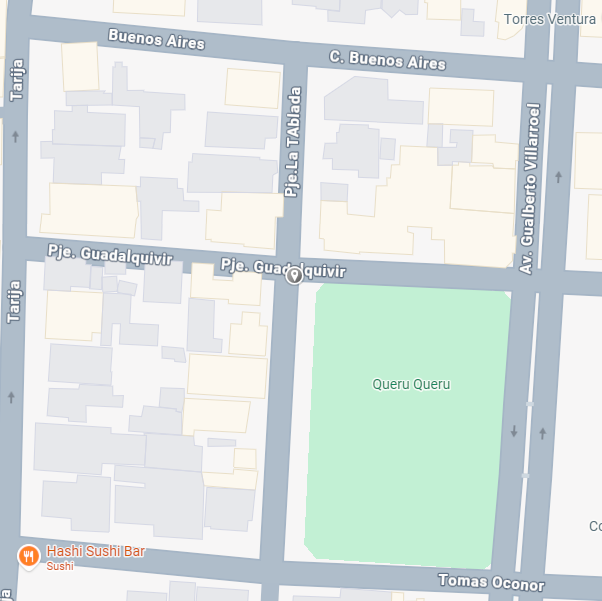 Torres Ventura
Buenos Aires
C. Buenos Aires
Tarija
Pje.La TAblada
Av. Gualberto Villarroel
Pje. Guadalquivir
Pje. Guadalquivir
Tarija
Queru Queru
Co
Hashi Sushi Bar
Sushi
Tomas Oconor